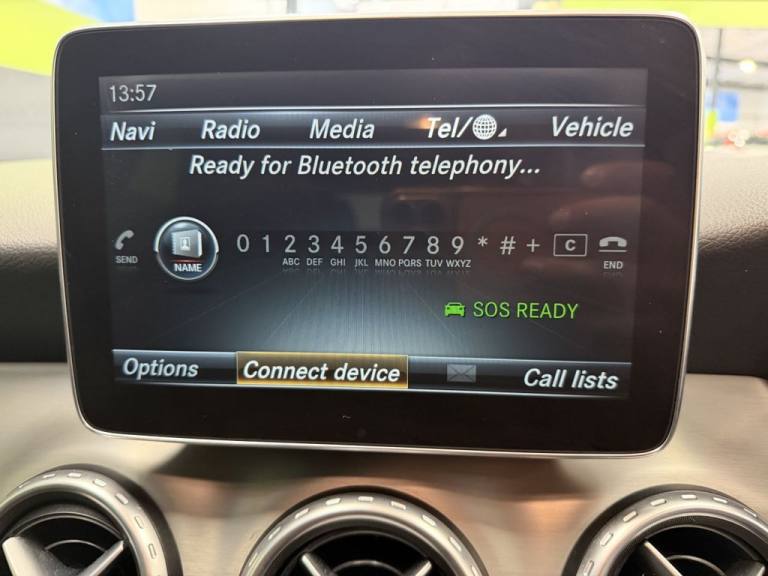 13:57
Navi Radio Media Tel/ Vehicle
Ready for Bluetooth telephony...
0 1 2 3 4 5 6 7 8 9 * # + C
ABC DEF GHI JKL MNO PQRS TUV WXYZ
SEND NAME END
SOS READY
Options Connect device Call lists